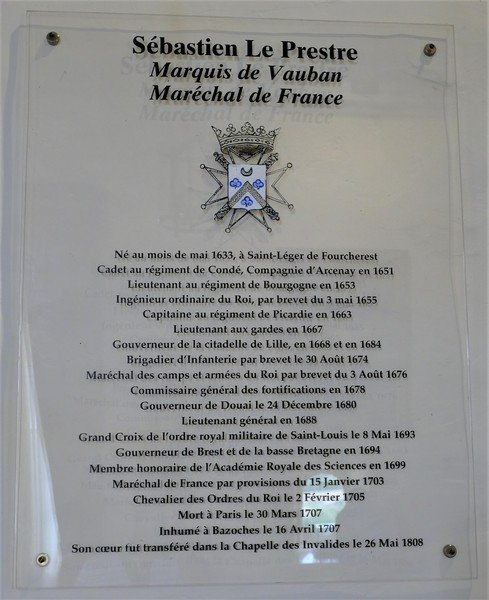 Sébastien Le Prestre
Marquis de Vauban
Maréchal de France
Né au mois de mai 1633, à Saint-Léger de Fourcherest
Cadet au régiment de Condé, Compagnie d'Arcenay en 1651
Lieutenant au régiment de Bourgogne en 1653
Ingénieur ordinaire du Roi, par brevet du 3 mai 1655
Capitaine au régiment de Picardie en 1663
Lieutenant aux gardes en 1667
Gouverneur de la citadelle de Lille, en 1668 et en 1684
Brigadier d'Infanterie par brevet le 30 Août 1674
Maréchal des camps et armées du Roi par brevet du 3 Août 1676
Commissaire général des fortifications en 1678
Gouverneur de Douai le 24 Décembre 1680
Lieutenant général en 1688
Grand Croix de l'ordre royal militaire de Saint-Louis le 8 Mai 1693
Gouverneur de Brest et de la basse Bretagne en 1694
Membre honoraire de l'Académie Royale des Sciences en 1699
Maréchal de France par provisions du 15 Janvier 1703
Chevalier des Ordres du Roi le 2 Février 1705
Mort à Paris le 30 Mars 1707
Inhumé à Bazoches le 16 Avril 1707
Son cœur fut transféré dans la Chapelle des Invalides le 26 Mai 1808